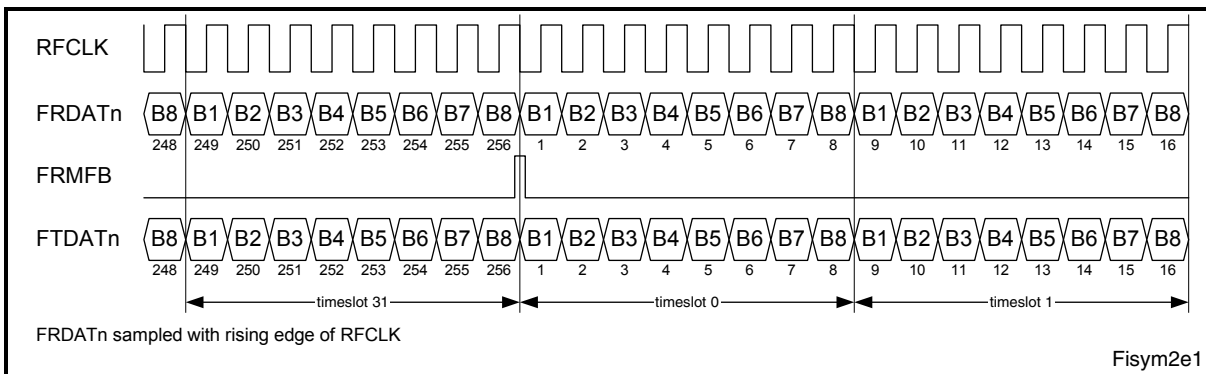 RFCLK
FRDATn B8 B1 B2 B3 B4 B5 B6 B7 B8 B1 B2 B3 B4 B5 B6 B7 B8 B1 B2 B3 B4 B5 B6 B7 B8
248 249 250 251 252 253 254 255 256 1 2 3 4 5 6 7 8 9 10 11 12 13 14 15 16
FRMFB
FTDATn B8 B1 B2 B3 B4 B5 B6 B7 B8 B1 B2 B3 B4 B5 B6 B7 B8 B1 B2 B3 B4 B5 B6 B7 B8
248 249 250 251 252 253 254 255 256 1 2 3 4 5 6 7 8 9 10 11 12 13 14 15 16
timeslot 31 timeslot 0 timeslot 1
FRDATn sampled with rising edge of RFCLK
Fisym2e1